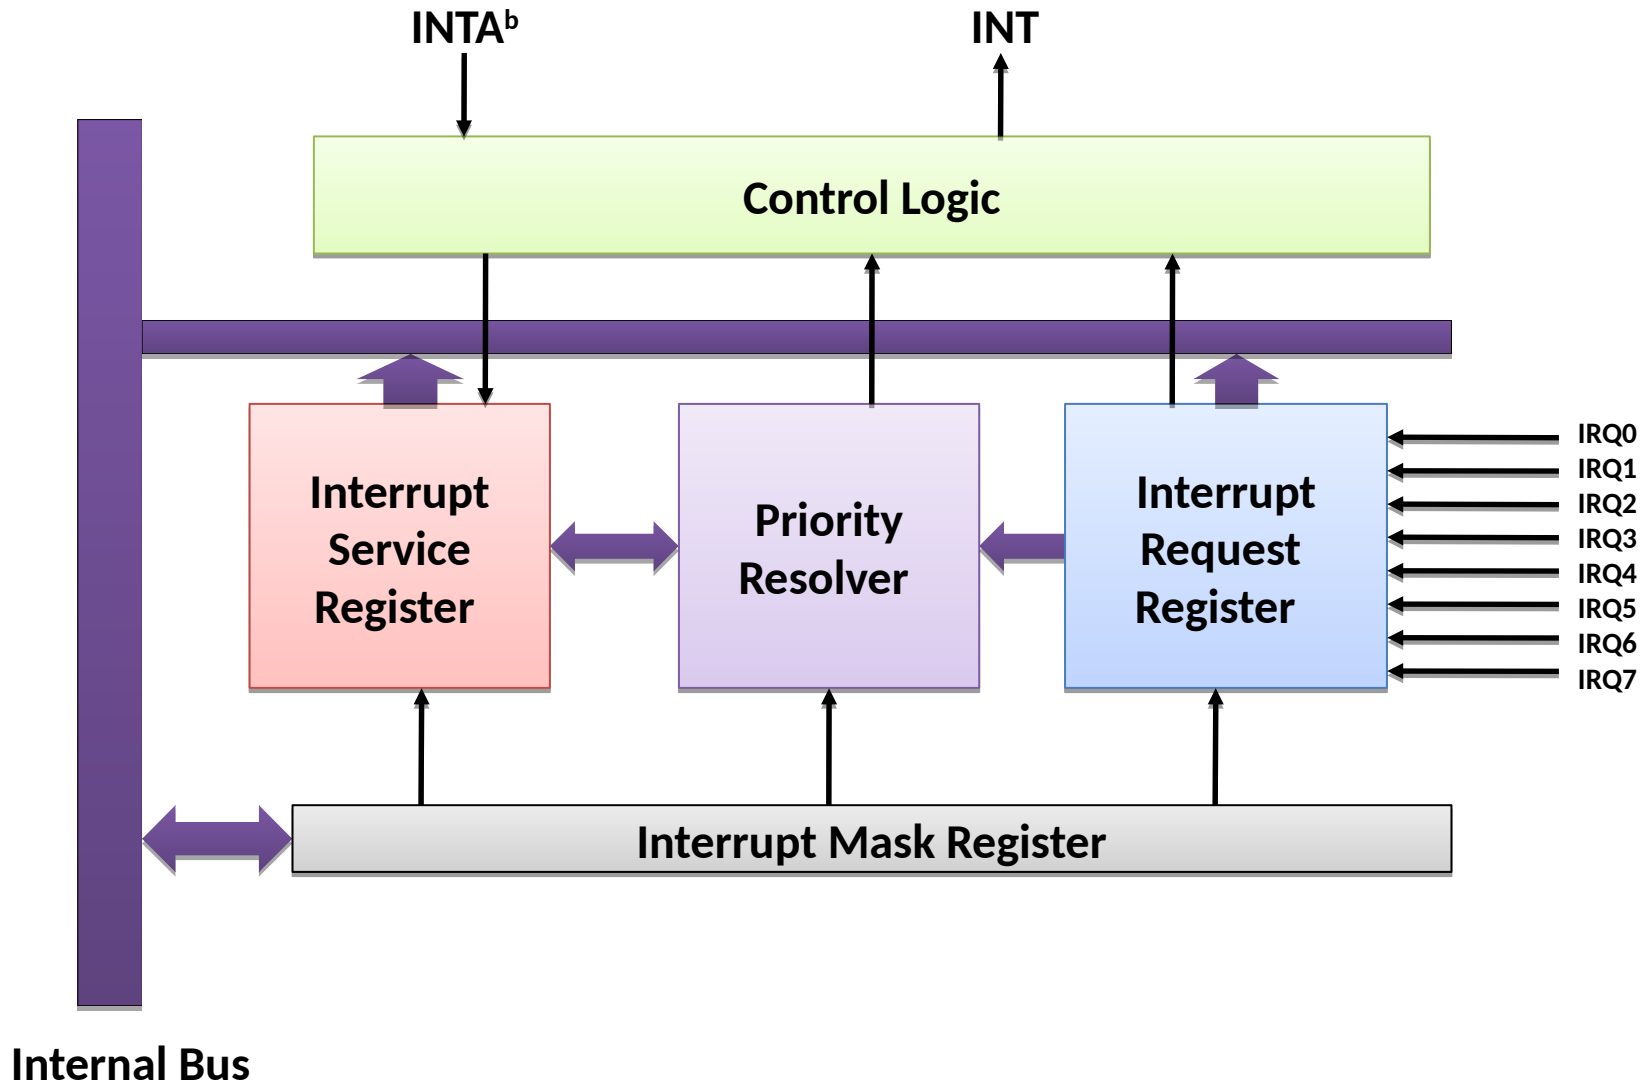 INTAᵇ
INT
Control Logic
Interrupt
Service
Register
Priority
Resolver
Interrupt
Request
Register
IRQ0
IRQ1
IRQ2
IRQ3
IRQ4
IRQ5
IRQ6
IRQ7
Interrupt Mask Register
Internal Bus